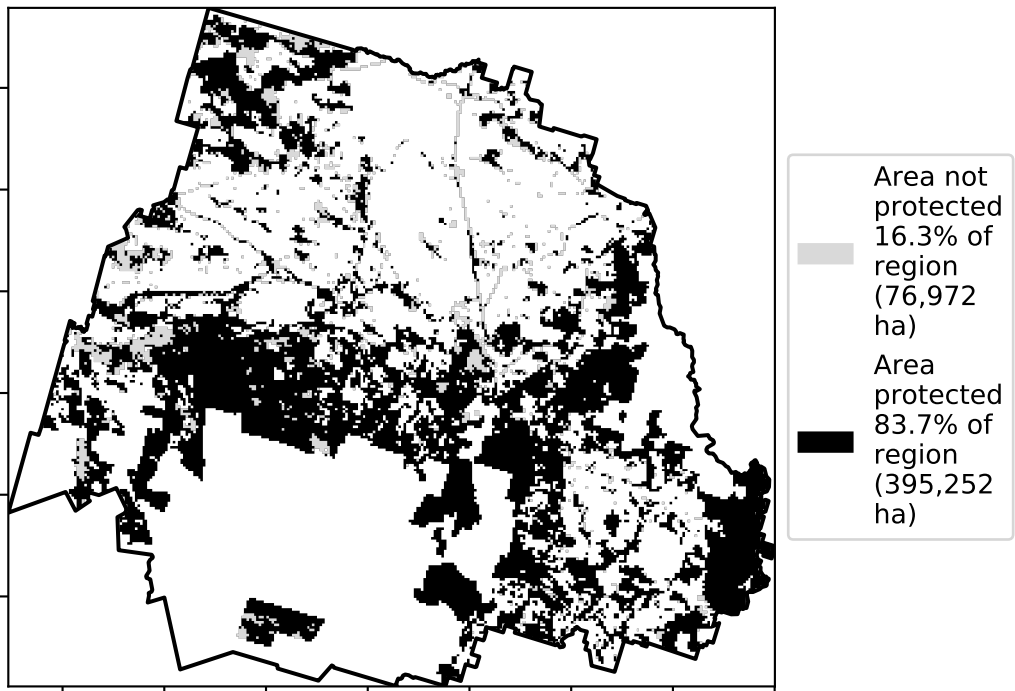 Area not
protected
16.3% of
region
(76,972
ha)
Area
protected
83.7% of
region
(395,252
ha)